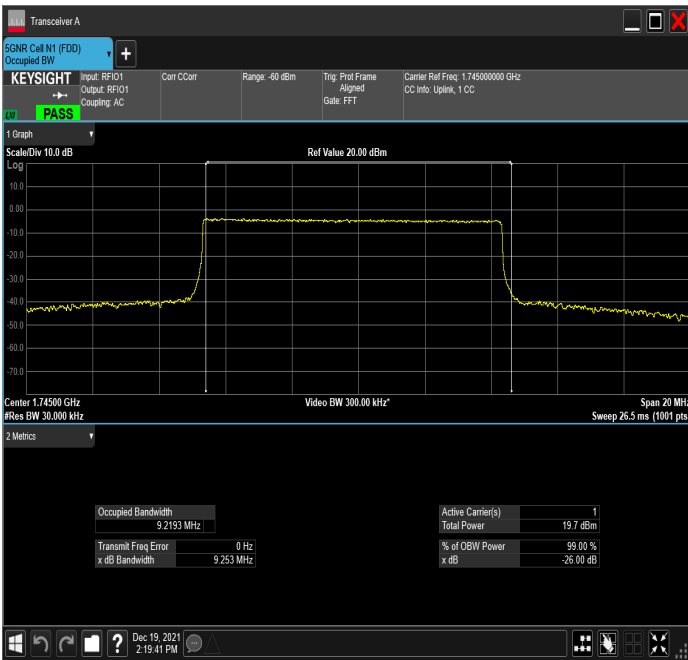 Transceiver A
5GNR Cell N1 (FDD)
Occupied BW
+
KEYSIGHT
LXI
PASS
Input: RFIO1
Output: RFIO1
Coupling: AC
Corr CCorr
Range: -60 dBm
Trig: Prot Frame
Aligned
Gate: FFT
Carrier Ref Freq: 1.745000000 GHz
CC Info: Uplink, 1 CC
1 Graph
Scale/Div 10.0 dB
Ref Value 20.00 dBm
Log
10.0
0.00
-10.0
-20.0
-30.0
-40.0
-50.0
-60.0
-70.0
Center 1.74500 GHz
Video BW 300.00 kHz*
Span 20 MHz
#Res BW 30.000 kHz
Sweep 26.5 ms (1001 pts
2 Metrics
Occupied Bandwidth
9.2193 MHz
Transmit Freq Error 0 Hz
x dB Bandwidth 9.253 MHz
Active Carrier(s) 1
Total Power 19.7 dBm
% of OBW Power 99.00 %
x dB -26.00 dB
?
Dec 19, 2021
2:19:41 PM